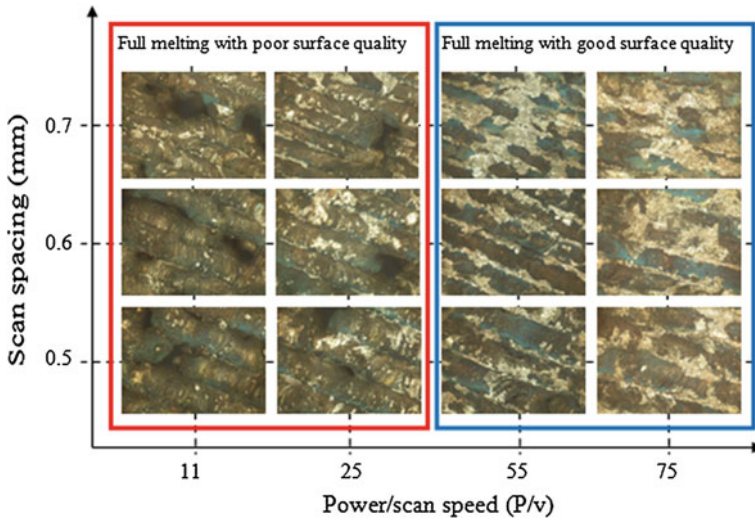 Full melting with poor surface quality
Full melting with good surface quality
Scan spacing (mm)
0.7
0.6
0.5
11
25
55
75
Power/scan speed (P/v)